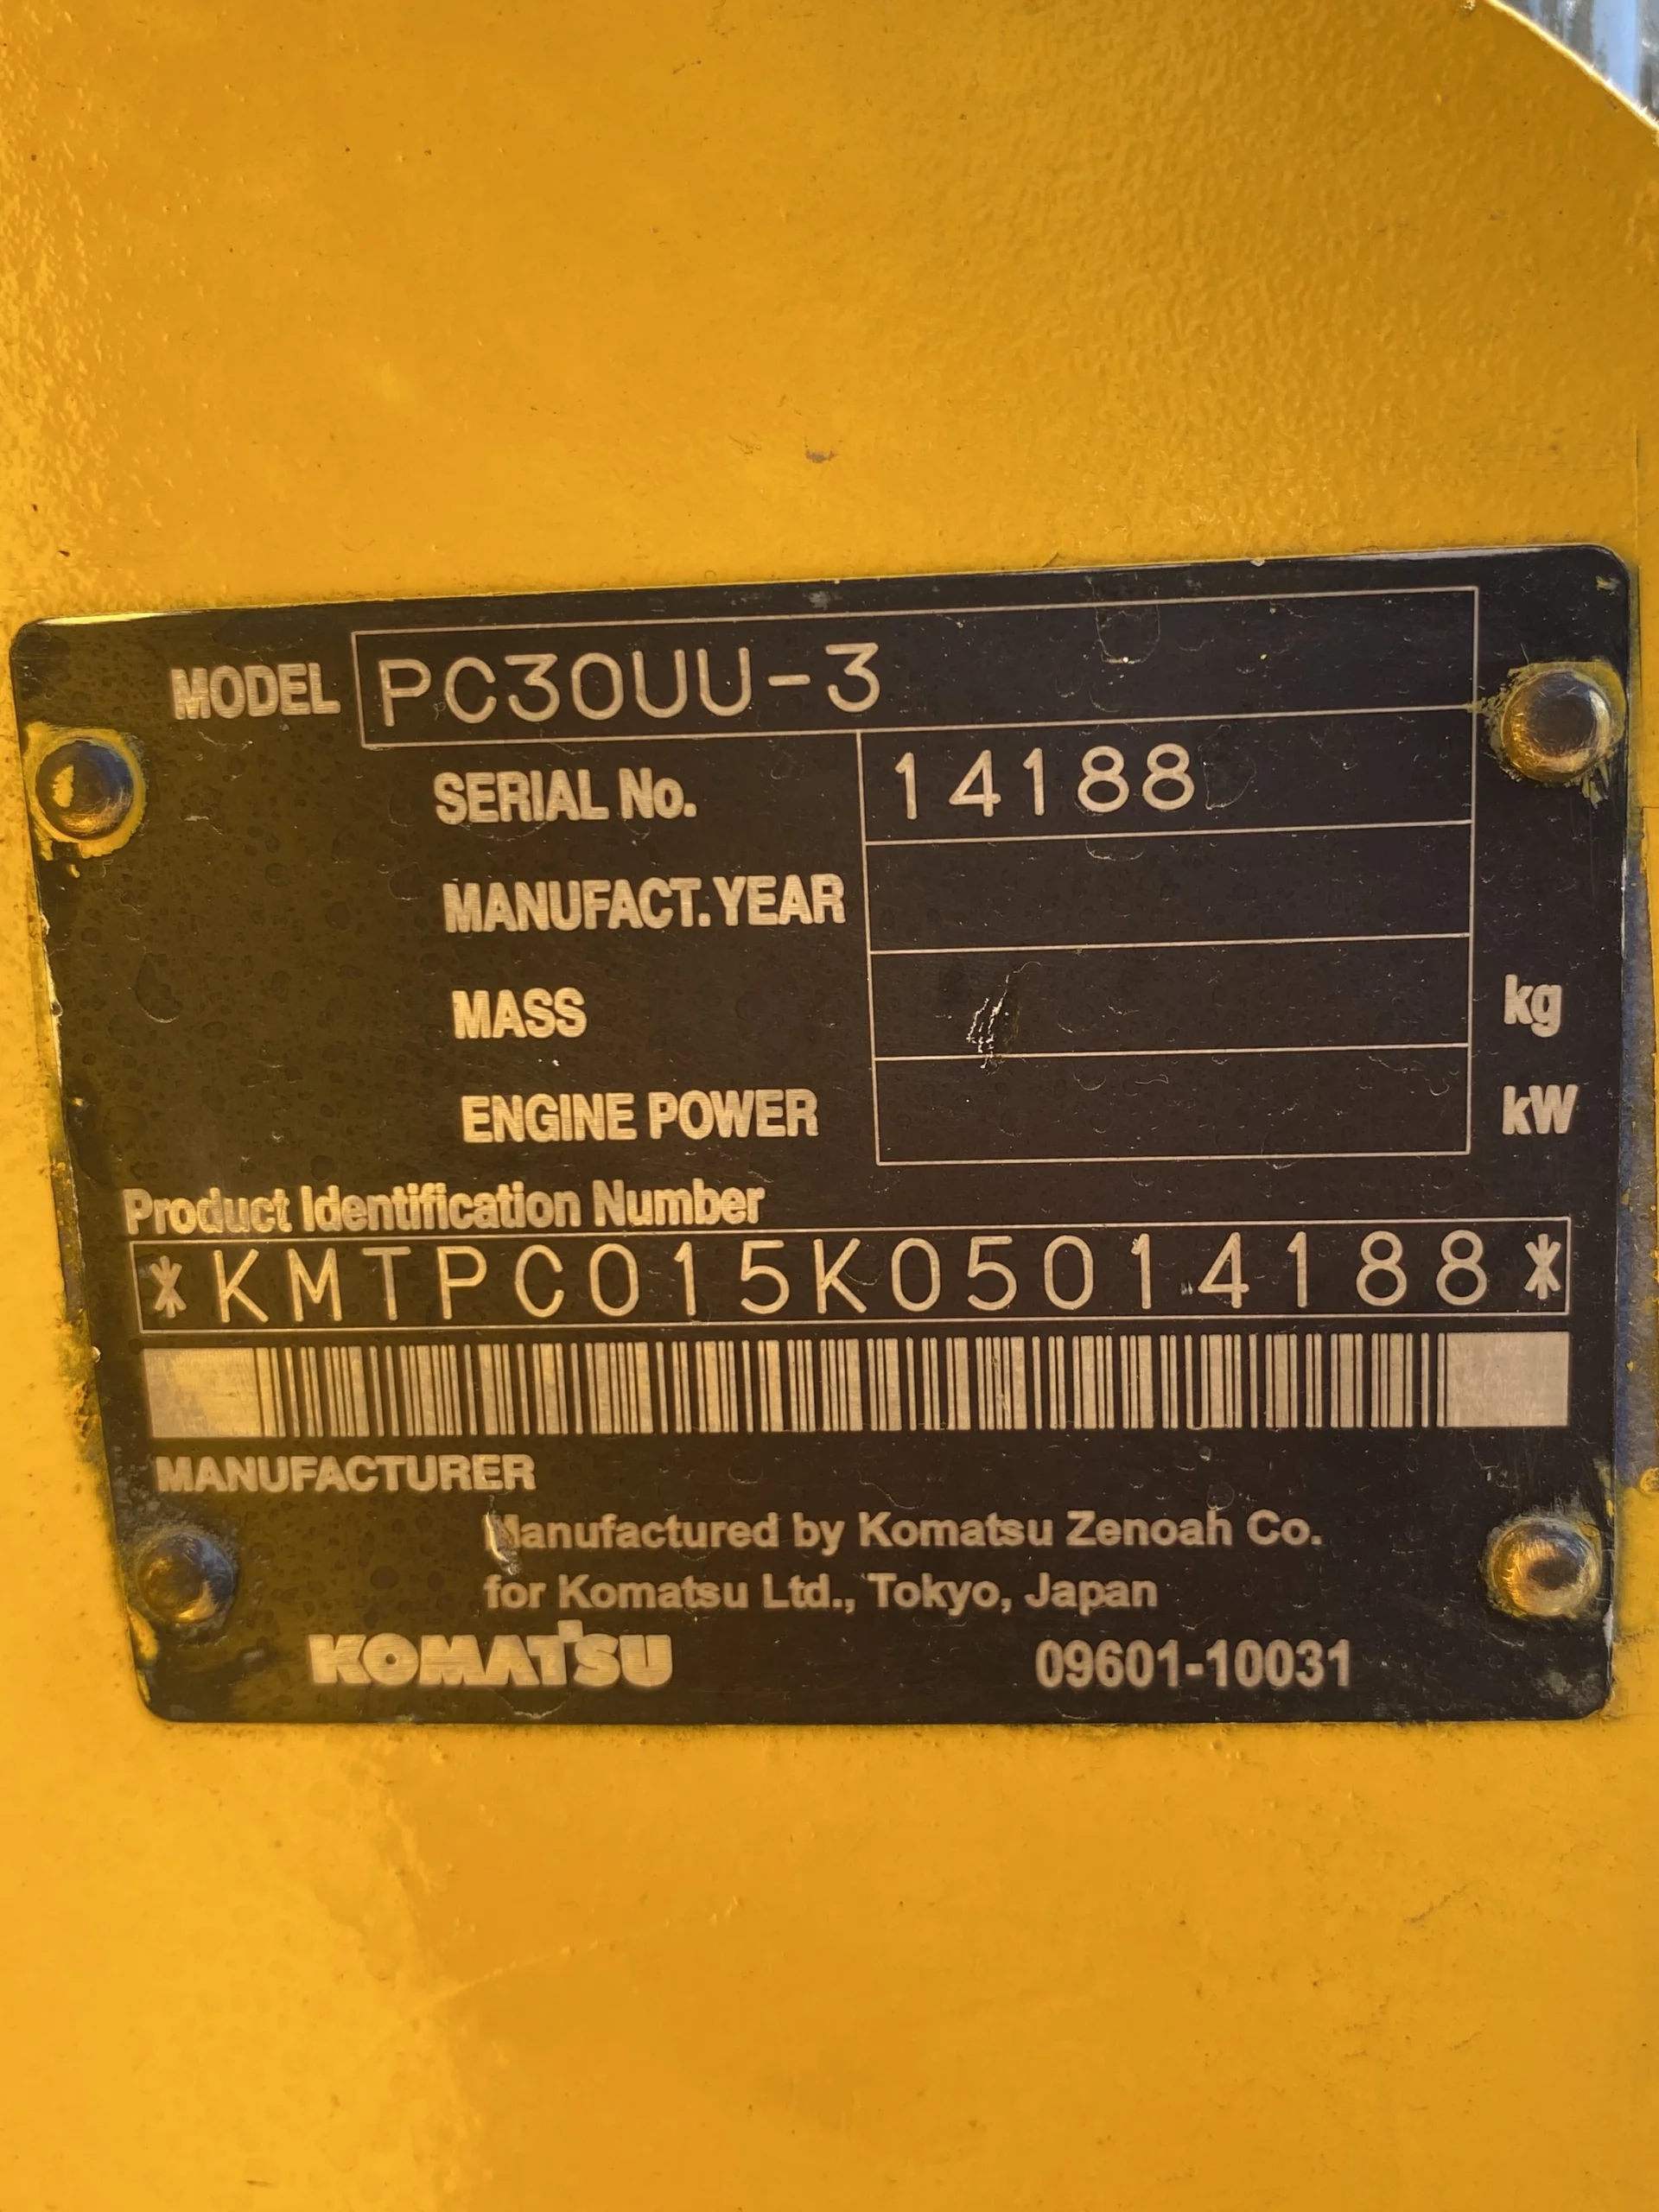 MODEL PC30UU-3
SERIAL No. 14188
MANUFACT. YEAR
MASS kg
ENGINE POWER kW
Product Identification Number
*KMTPC015K05014188*
MANUFACTURER
Manufactured by Komatsu Zenoah Co.
for Komatsu Ltd., Tokyo, Japan
KOMATSU 09601-10031